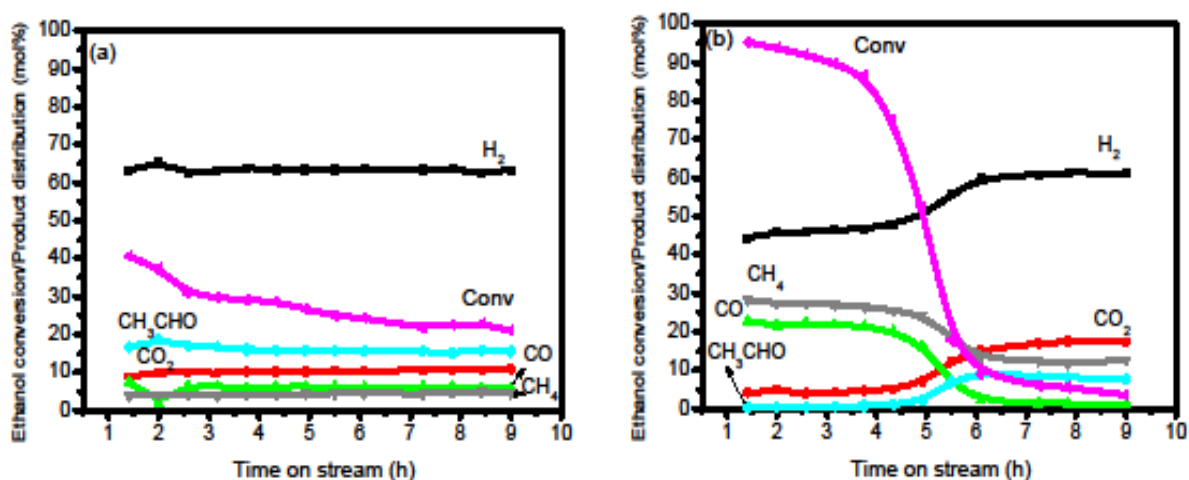 Ethanol conversion/Product distribution (mol%)
100
90
80
70
60
50
40
30
20
10
0
(a)
H₂
Conv
CH₃CHO
CO₂
CO
CH₄
1 2 3 4 5 6 7 8 9 10
Time on stream (h)
Ethanol conversion/Product distribution (mol%)
100
90
80
70
60
50
40
30
20
10
0
(b)
Conv
H₂
CH₄
CO
CO₂
CH₃CHO
1 2 3 4 5 6 7 8 9 10
Time on stream (h)